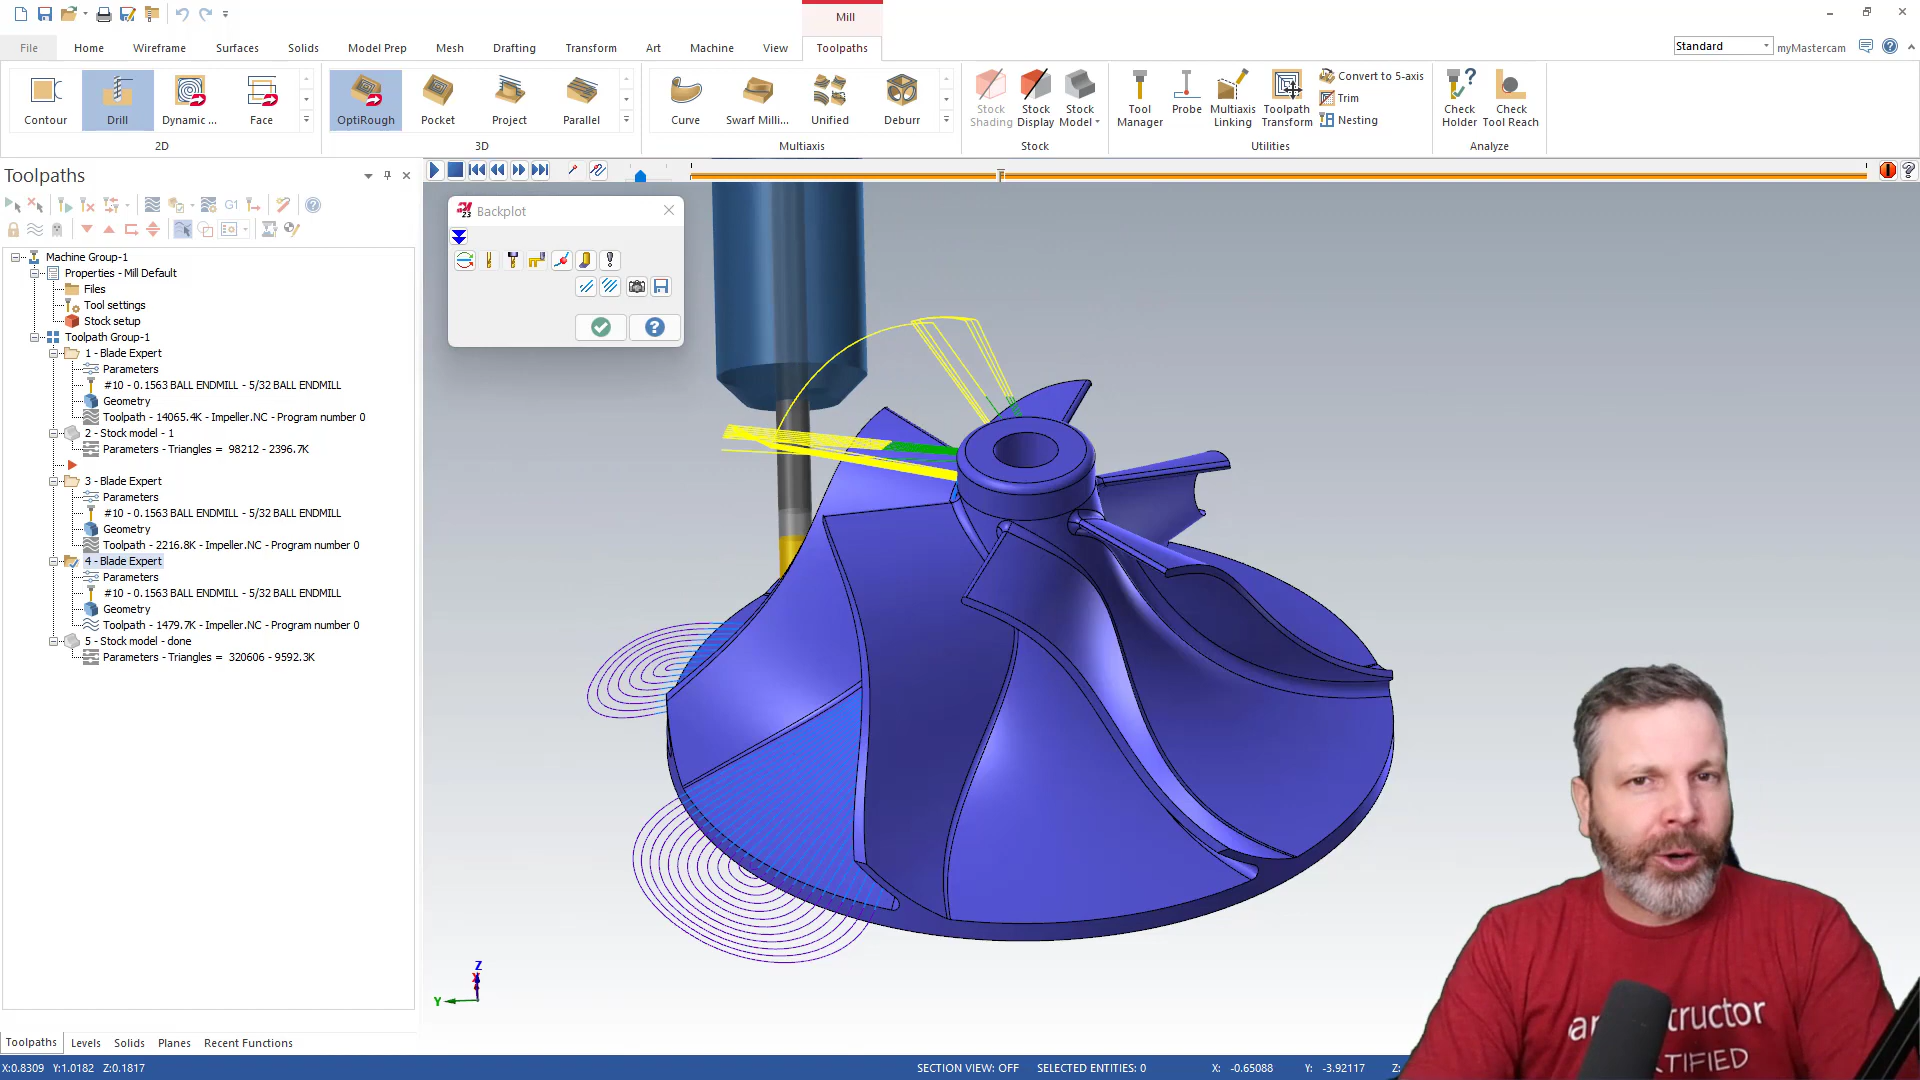 Mill
File Home Wireframe Surfaces Solids Model Prep Mesh Drafting Transform Art Machine View Toolpaths
Standard myMastercam
Contour Drill Dynamic ... Face
2D
OptiRough Pocket Project Parallel
3D
Curve Swarf Milli... Unified Deburr
Multiaxis
Stock Shading Stock Display Stock Model
Stock
Tool Manager Probe Multiaxis Linking Toolpath Transform
Convert to 5-axis
Trim
Nesting
Utilities
Check Holder Check Tool Reach
Analyze
Toolpaths
G1
Machine Group-1
Properties - Mill Default
Files
Tool settings
Stock setup
Toolpath Group-1
1 - Blade Expert
Parameters
#10 - 0.1563 BALL ENDMILL - 5/32 BALL ENDMILL
Geometry
Toolpath - 14065.4K - Impeller.NC - Program number 0
2 - Stock model - 1
Parameters - Triangles = 98212 - 2396.7K
3 - Blade Expert
Parameters
#10 - 0.1563 BALL ENDMILL - 5/32 BALL ENDMILL
Geometry
Toolpath - 2216.8K - Impeller.NC - Program number 0
4 - Blade Expert
Parameters
#10 - 0.1563 BALL ENDMILL - 5/32 BALL ENDMILL
Geometry
Toolpath - 1479.7K - Impeller.NC - Program number 0
5 - Stock model - done
Parameters - Triangles = 320606 - 9592.3K
23 Backplot
Z
X
Y
Toolpaths Levels Solids Planes Recent Functions
X:0.8309 Y:1.0182 Z:0.1817
SECTION VIEW: OFF SELECTED ENTITIES: 0 X: -0.65088 Y: -3.92117 Z: